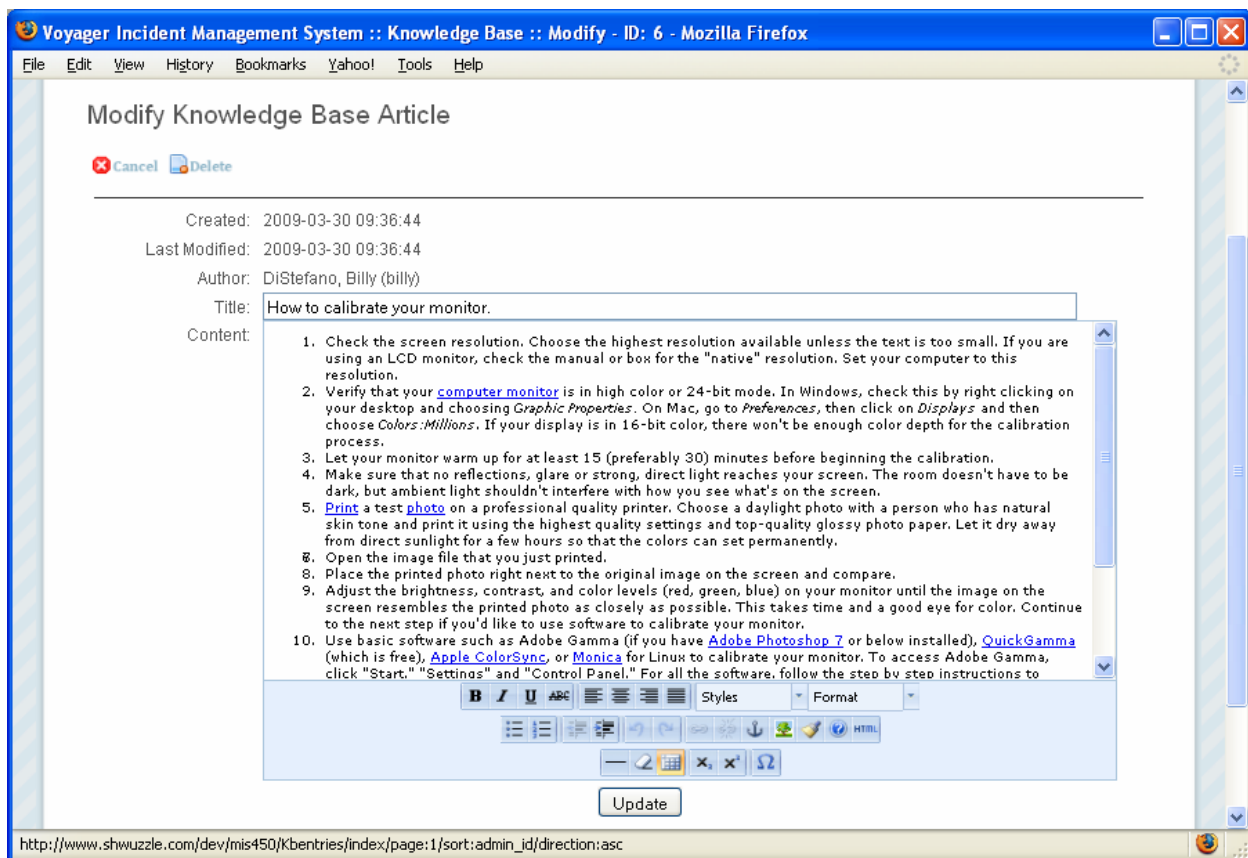 Voyager Incident Management System :: Knowledge Base :: Modify - ID: 6 - Mozilla Firefox
File Edit View History Bookmarks Yahoo! Tools Help
Modify Knowledge Base Article
Cancel Delete
Created: 2009-03-30 09:36:44
Last Modified: 2009-03-30 09:36:44
Author: DiStefano, Billy (billy)
Title: How to calibrate your monitor.
Content:
1. Check the screen resolution. Choose the highest resolution available unless the text is too small. If you are
using an LCD monitor, check the manual or box for the "native" resolution. Set your computer to this
resolution.
2. Verify that your computer monitor is in high color or 24-bit mode. In Windows, check this by right clicking on
your desktop and choosing Graphic Properties. On Mac, go to Preferences, then click on Displays and then
choose Colors:Millions. If your display is in 16-bit color, there won't be enough color depth for the calibration
process.
3. Let your monitor warm up for at least 15 (preferably 30) minutes before beginning the calibration.
4. Make sure that no reflections, glare or strong, direct light reaches your screen. The room doesn't have to be
dark, but ambient light shouldn't interfere with how you see what's on the screen.
5. Print a test photo on a professional quality printer. Choose a daylight photo with a person who has natural
skin tone and print it using the highest quality settings and top-quality glossy photo paper. Let it dry away
from direct sunlight for a few hours so that the colors can set permanently.
Open the image file that you just printed.
8. Place the printed photo right next to the original image on the screen and compare.
9. Adjust the brightness, contrast, and color levels (red, green, blue) on your monitor until the image on the
screen resembles the printed photo as closely as possible. This takes time and a good eye for color. Continue
to the next step if you'd like to use software to calibrate your monitor.
10. Use basic software such as Adobe Gamma (if you have Adobe Photoshop 7 or below installed), QuickGamma
(which is free), Apple ColorSync, or Monica for Linux to calibrate your monitor. To access Adobe Gamma,
click "Start," "Settings" and "Control Panel." For all the software, follow the step by step instructions to
B I U ABC Styles Format
HTML
x₂ x² Ω
Update
http://www.shwuzzle.com/dev/mis450/Kbentries/index/page:1/sort:admin_id/direction:asc